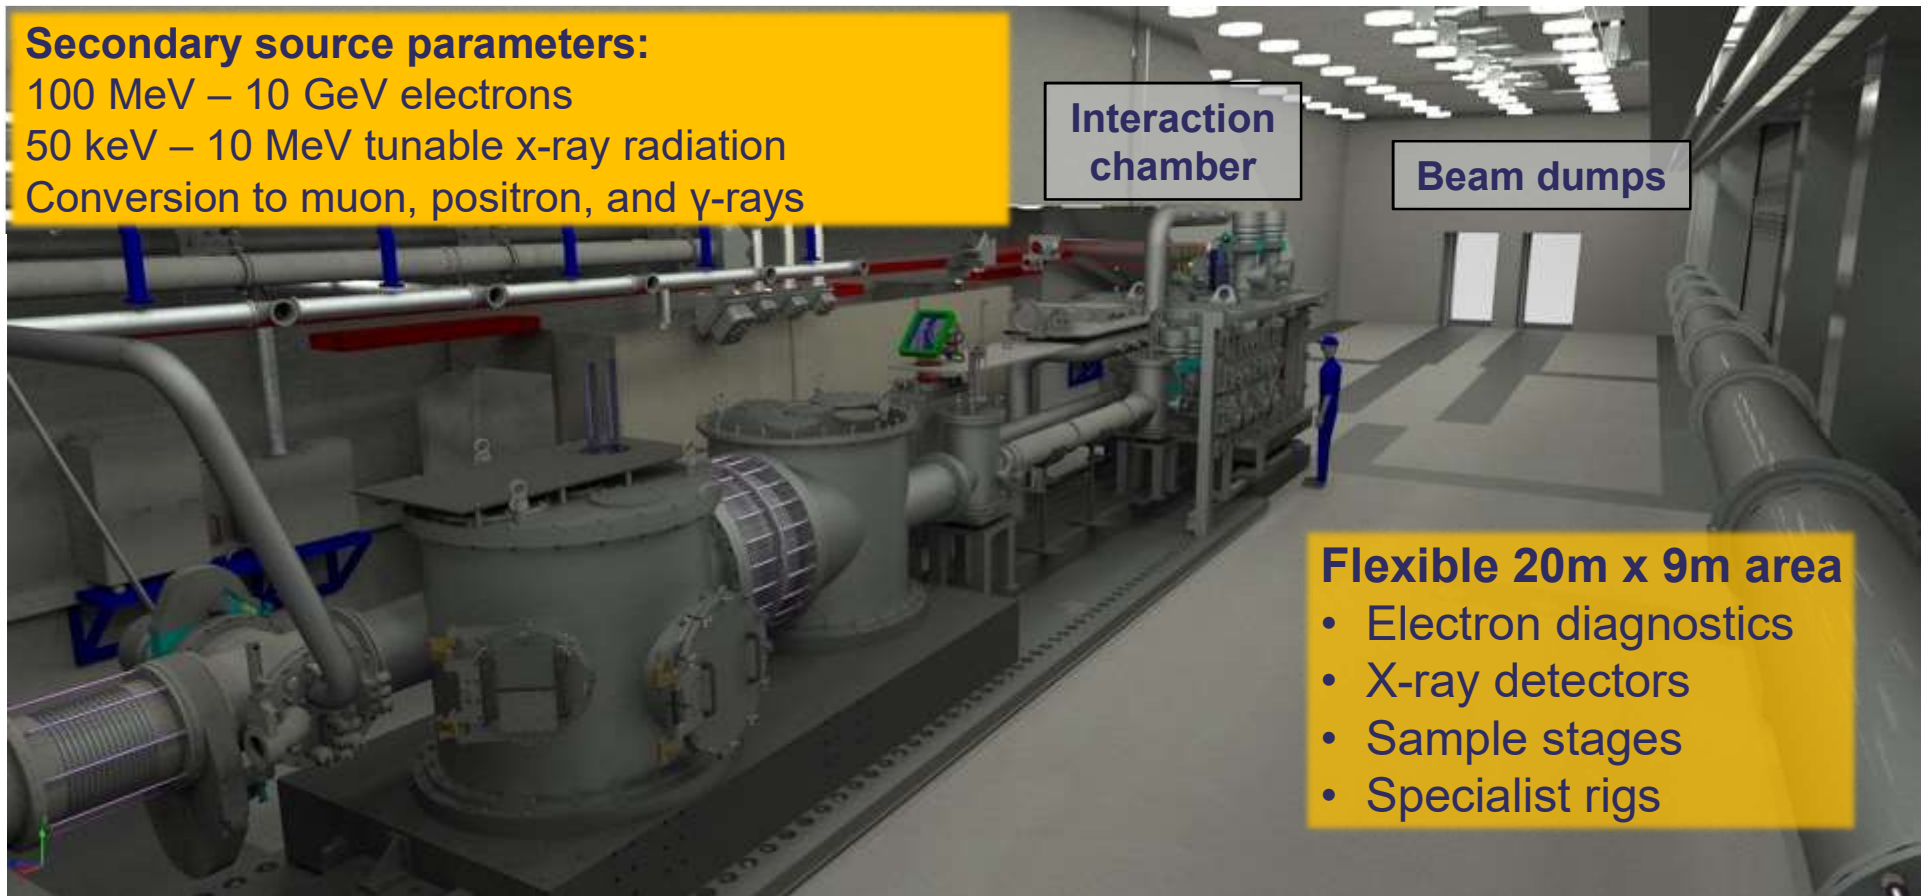 Secondary source parameters:
100 MeV – 10 GeV electrons
50 keV – 10 MeV tunable x-ray radiation
Conversion to muon, positron, and γ-rays
Interaction
chamber
Beam dumps
Flexible 20m x 9m area
• Electron diagnostics
• X-ray detectors
• Sample stages
• Specialist rigs